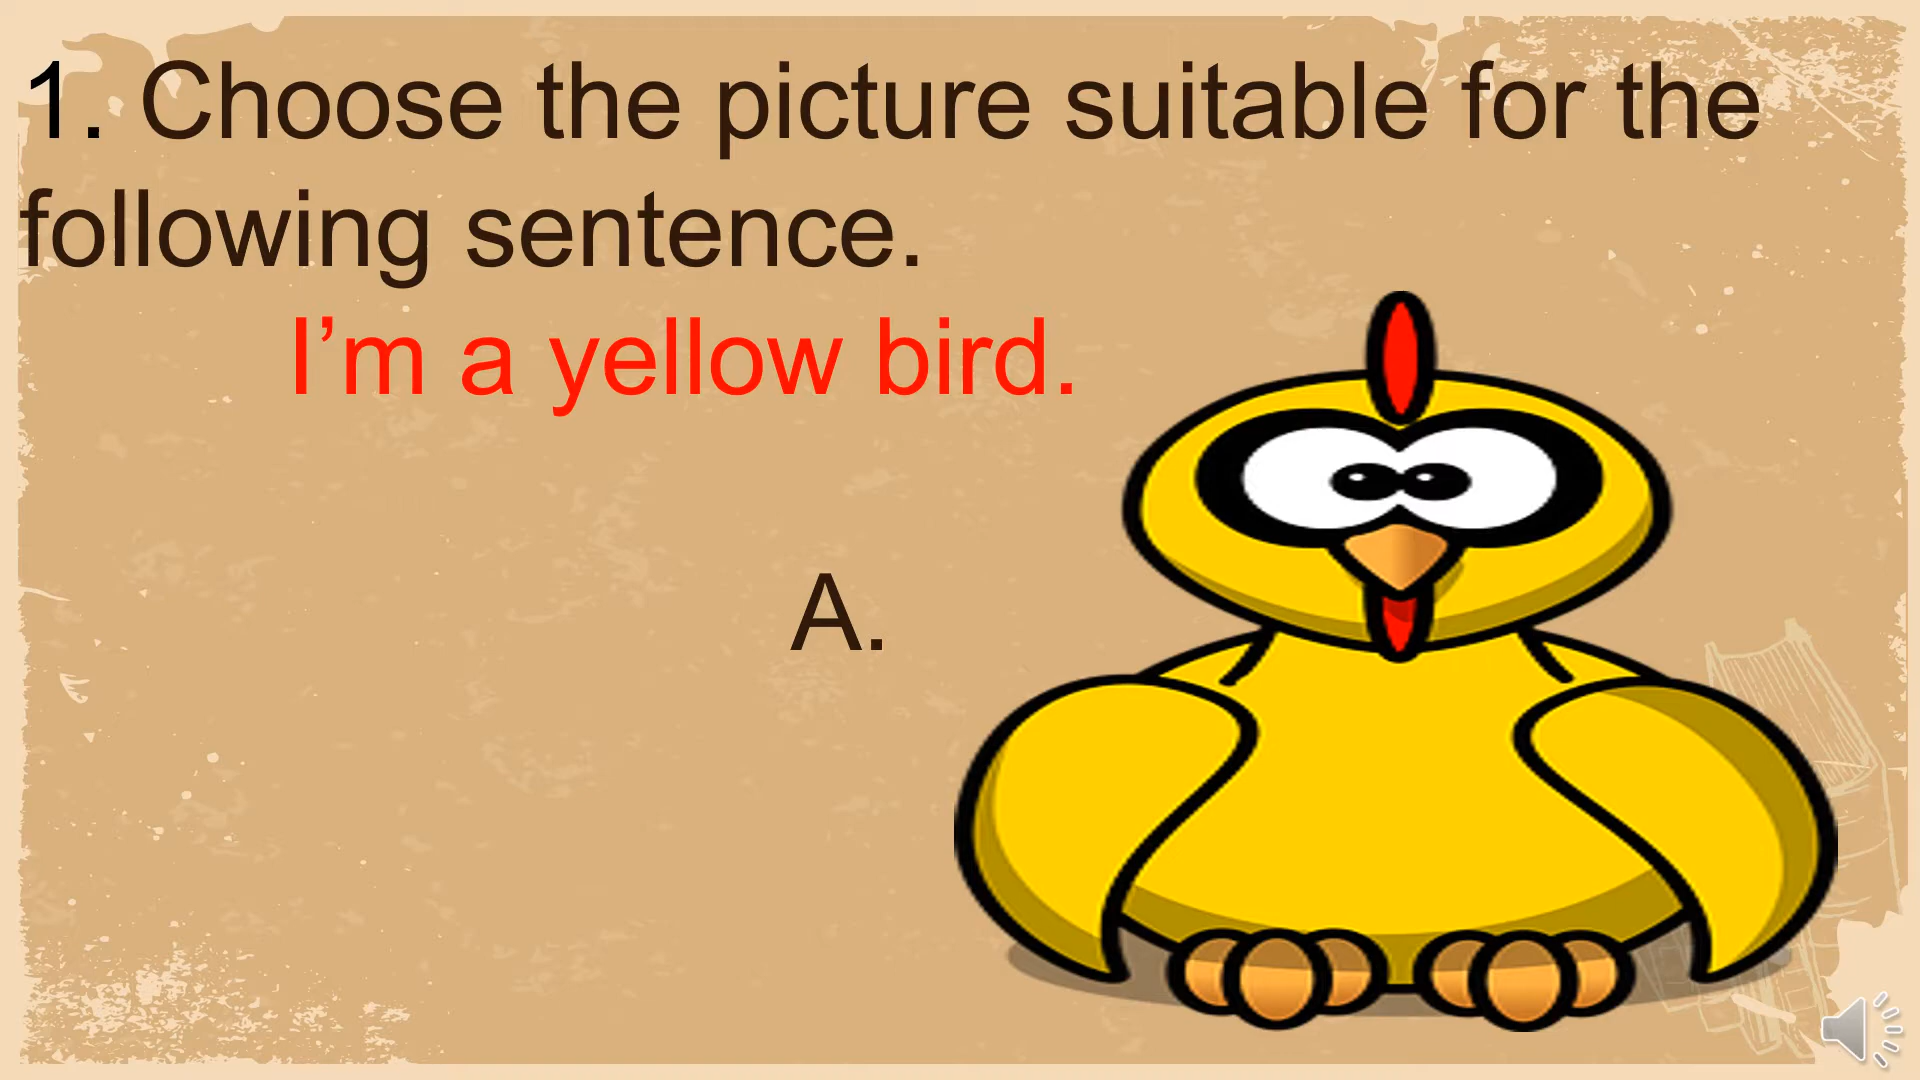 1. Choose the picture suitable for the
following sentence.
I’m a yellow bird.
A.